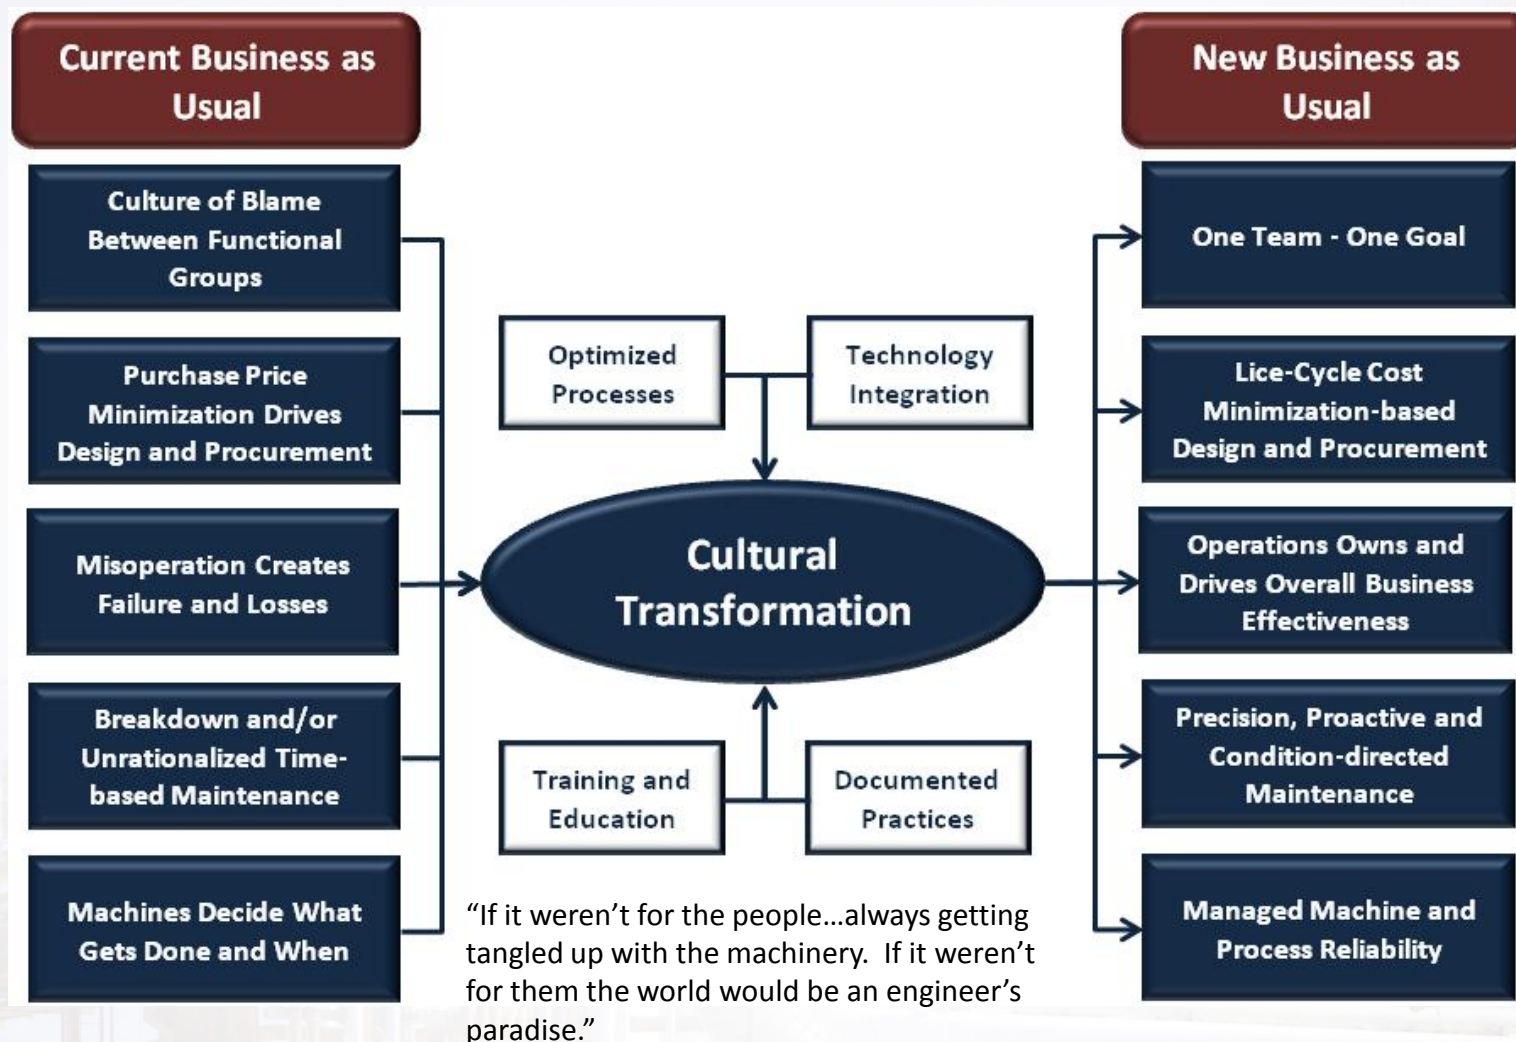 Current Business as
Usual
Culture of Blame
Between Functional
Groups
Purchase Price
Minimization Drives
Design and Procurement
Misoperation Creates
Failure and Losses
Breakdown and/or
Unrationalized Time-
based Maintenance
Machines Decide What
Gets Done and When
Optimized
Processes
Technology
Integration
Cultural
Transformation
Training and
Education
Documented
Practices
“If it weren’t for the people...always getting
tangled up with the machinery.  If it weren’t
for them the world would be an engineer’s
paradise.”
New Business as
Usual
One Team - One Goal
Lice-Cycle Cost
Minimization-based
Design and Procurement
Operations Owns and
Drives Overall Business
Effectiveness
Precision, Proactive and
Condition-directed
Maintenance
Managed Machine and
Process Reliability